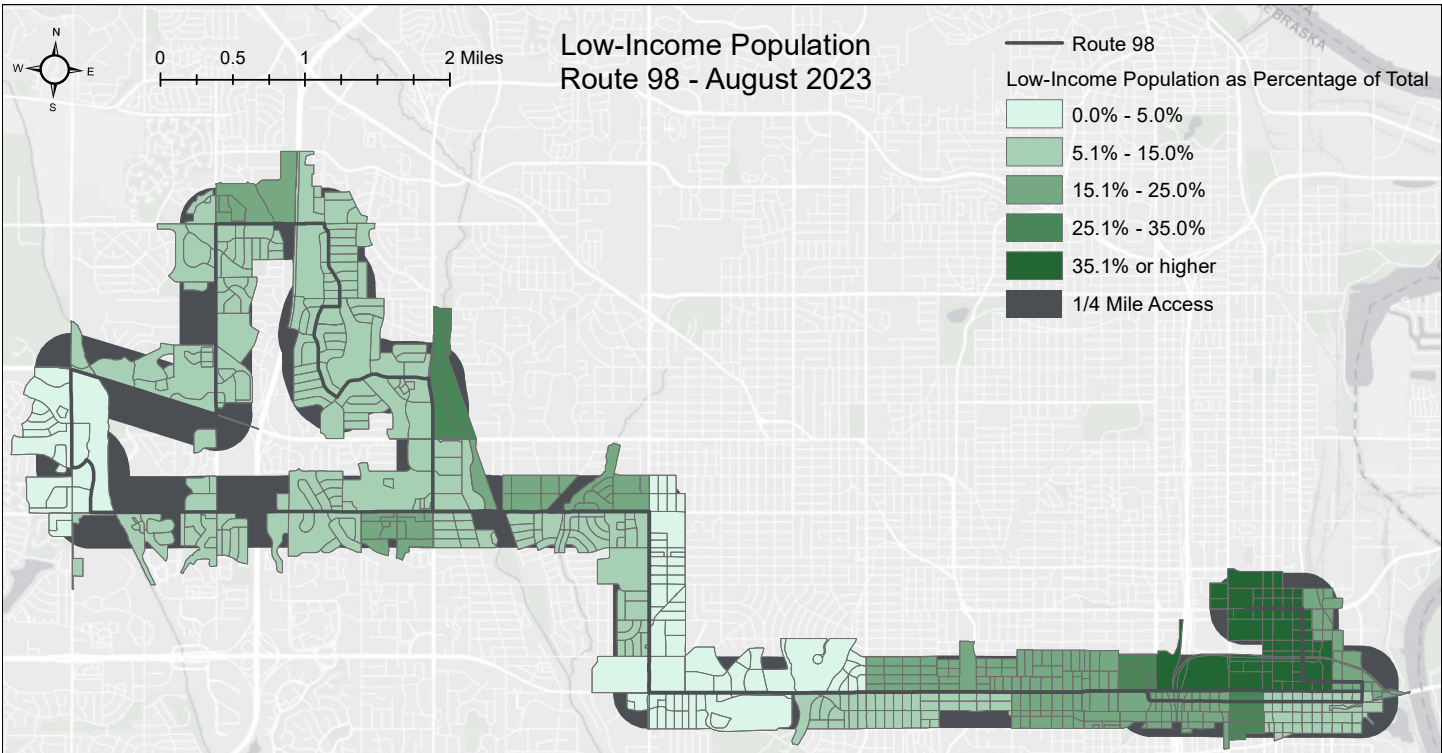 N
W E
S
0 0.5 1 2 Miles
Low-Income Population
Route 98 - August 2023
Route 98
Low-Income Population as Percentage of Total
0.0% - 5.0%
5.1% - 15.0%
15.1% - 25.0%
25.1% - 35.0%
35.1% or higher
1/4 Mile Access
NEBRASKA